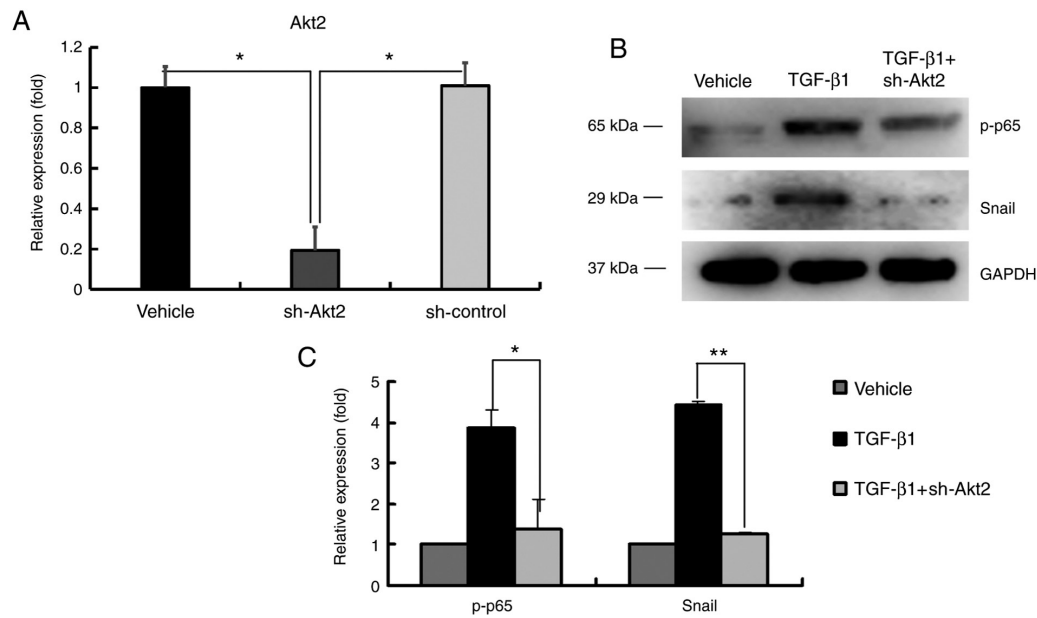 A
Akt2
Relative expression (fold)
1.2
1
0.8
0.6
0.4
0.2
0
*
*
Vehicle
sh-Akt2
sh-control
B
Vehicle
TGF-β1
TGF-β1+
sh-Akt2
65 kDa
p-p65
29 kDa
Snail
37 kDa
GAPDH
C
Relative expression (fold)
5
4
3
2
1
0
*
**
p-p65
Snail
Vehicle
TGF-β1
TGF-β1+sh-Akt2